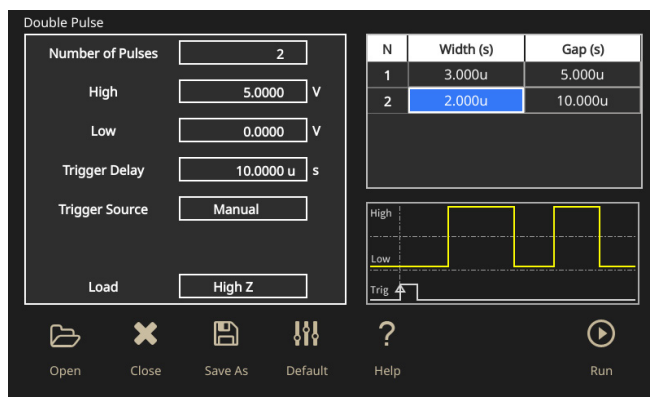 Double Pulse
Number of Pulses 2
High 5.0000 V
Low 0.0000 V
Trigger Delay 10.0000 u s
Trigger Source Manual
Load High Z
N Width (s) Gap (s)
1 3.000u 5.000u
2 2.000u 10.000u
High
Low
Trig
Open Close Save As Default Help Run